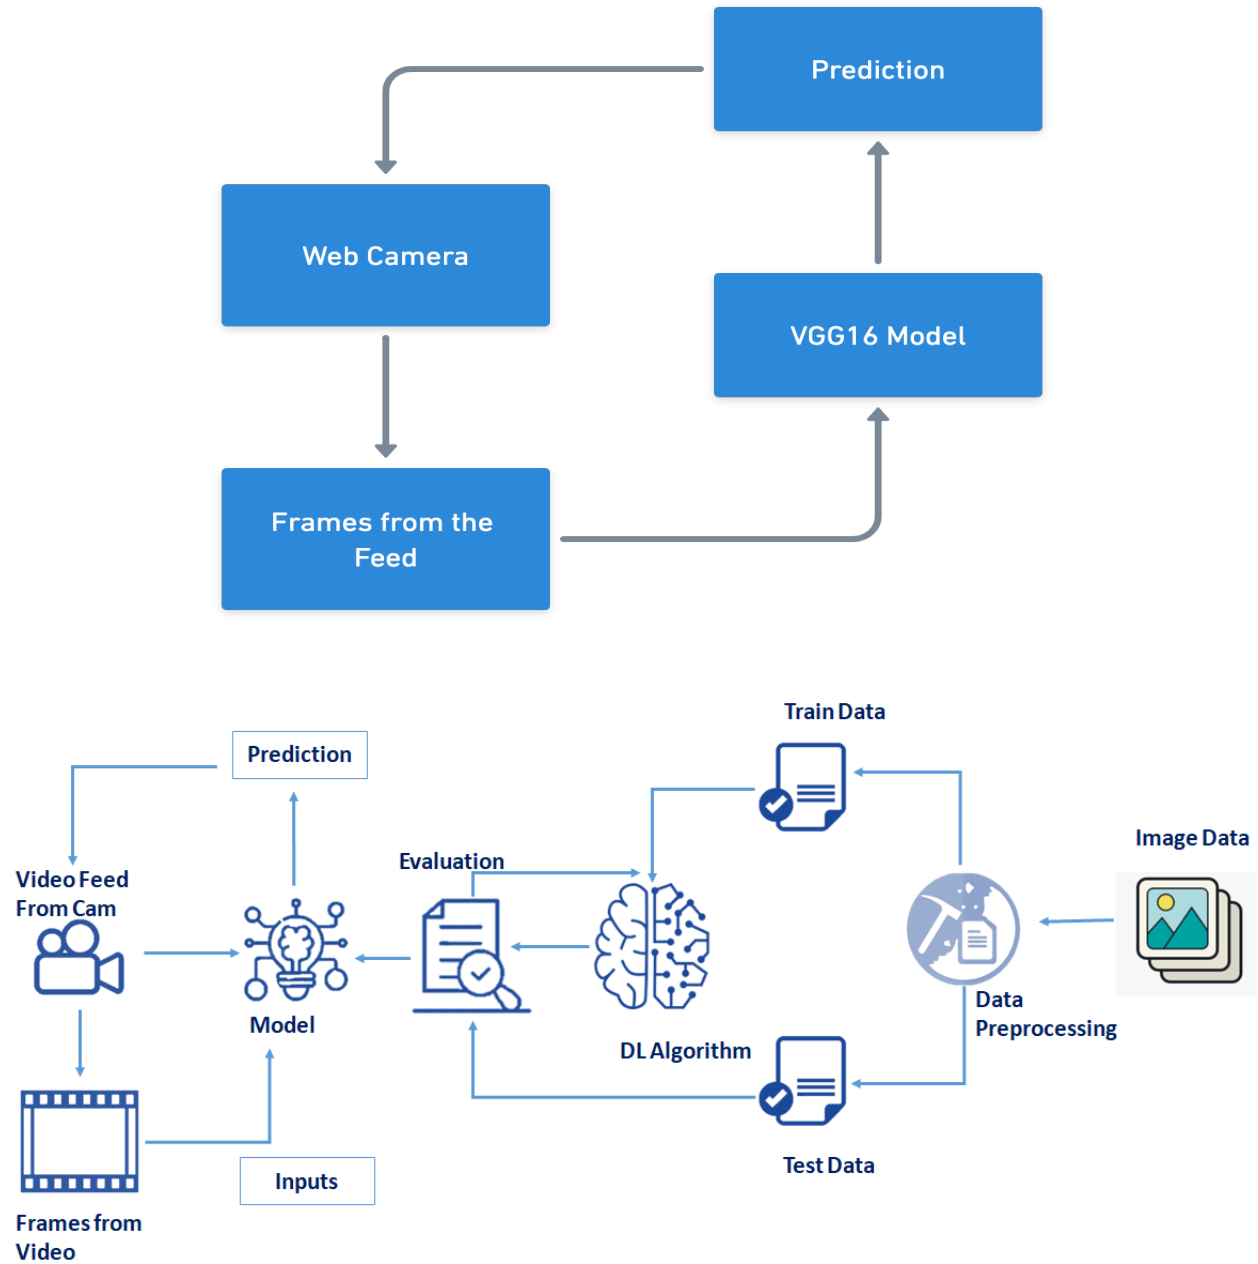 Prediction
Web Camera
VGG16 Model
Frames from the
Feed
Train Data
Prediction
Image Data
Evaluation
Video Feed
From Cam
Data
Preprocessing
Model
DL Algorithm
Test Data
Inputs
Frames from
Video